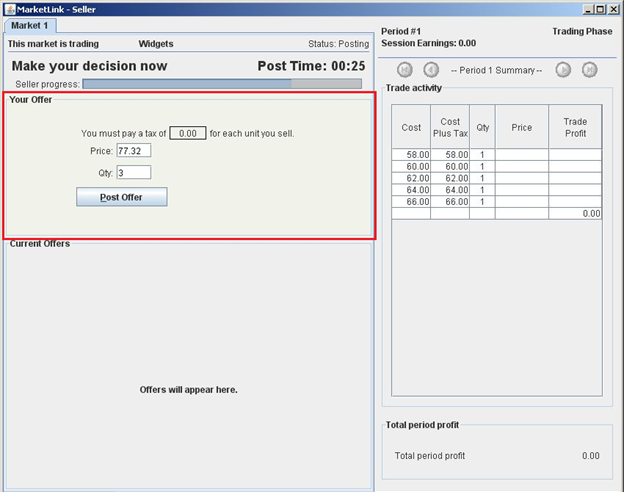 MarketLink - Seller
Market 1
This market is trading Widgets Status: Posting
Make your decision now Post Time: 00:25
Seller progress:
Your Offer
You must pay a tax of 0.00 for each unit you sell.
Price: 77.32
Qty: 3
Post Offer
Current Offers
Offers will appear here.
Period #1 Trading Phase
Session Earnings: 0.00
-- Period 1 Summary --
Trade activity
Cost Cost Plus Tax Qty Price Trade Profit
58.00 58.00 1
60.00 60.00 1
62.00 62.00 1
64.00 64.00 1
66.00 66.00 1
0.00
Total period profit
Total period profit 0.00